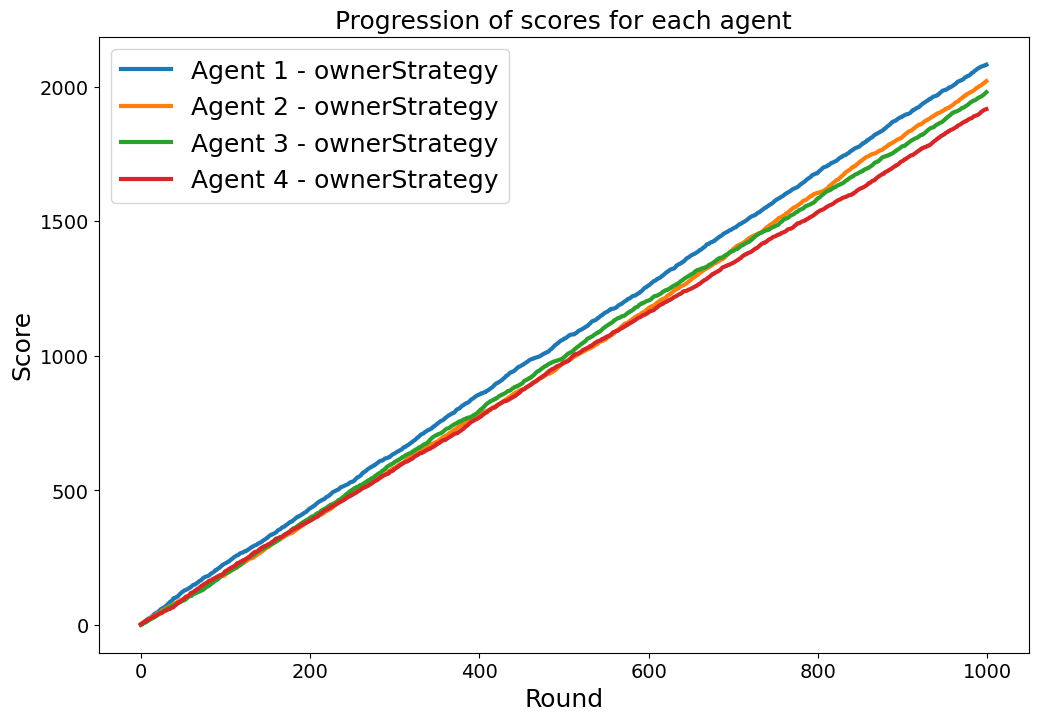 Progression of scores for each agent
Agent 1 - ownerStrategy
Agent 2 - ownerStrategy
Agent 3 - ownerStrategy
Agent 4 - ownerStrategy
Score
2000
1500
1000
500
0
0 200 400 600 800 1000
Round